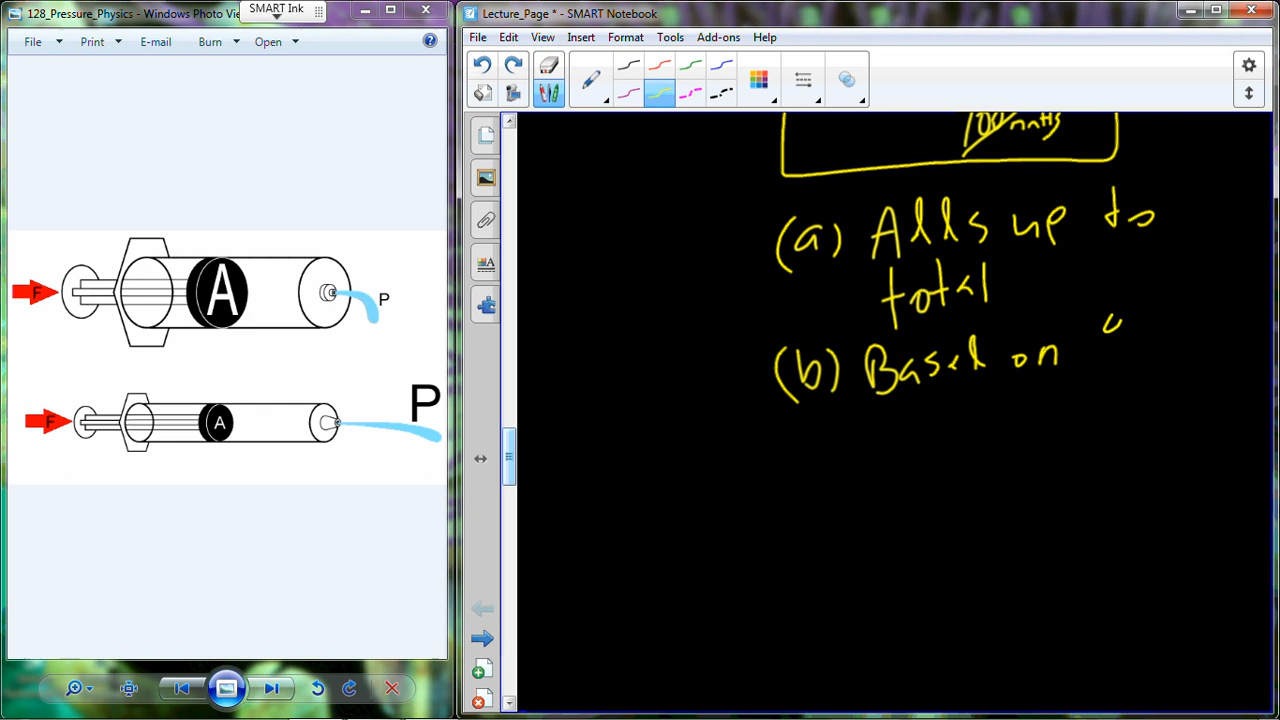 128_Pressure_Physics - Windows Photo Vie
SMART Ink
File Print E-mail Burn Open
F
A
P
F
A
P
Lecture_Page * - SMART Notebook
File Edit View Insert Format Tools Add-ons Help
(a) Adds up to
total
(b) Based on